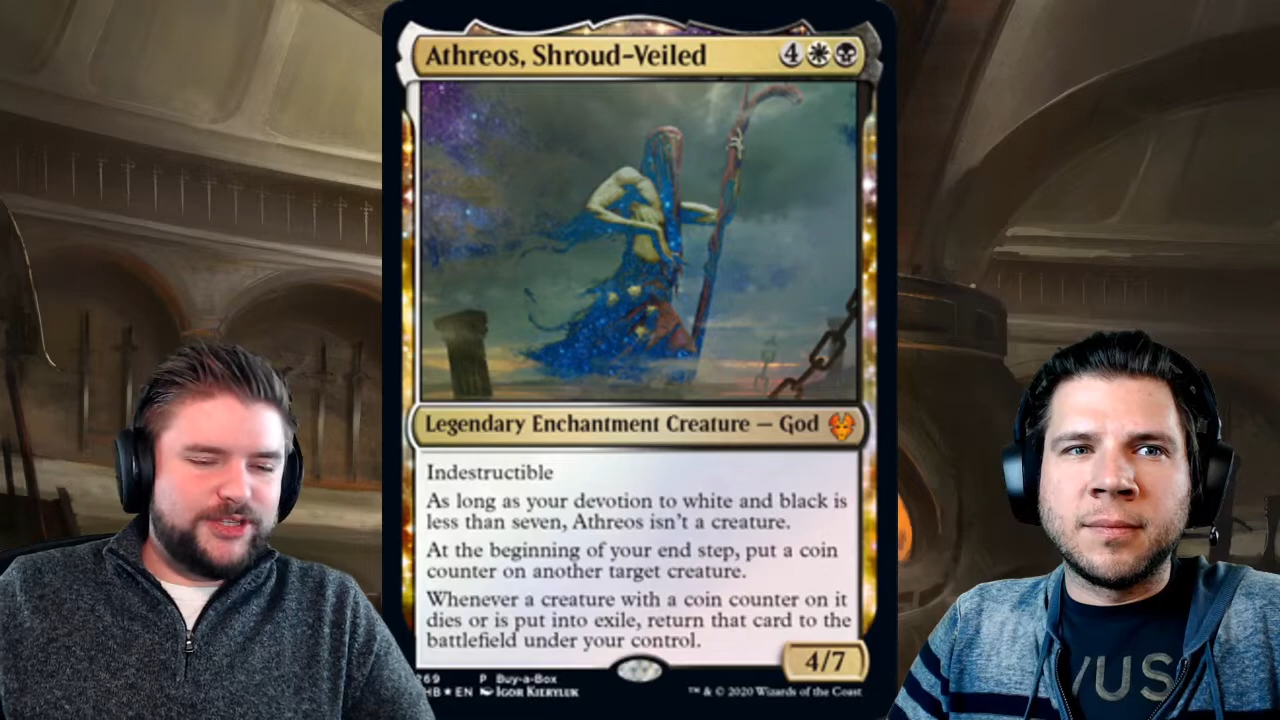 Athreos, Shroud-Veiled 4
Legendary Enchantment Creature — God
Indestructible
As long as your devotion to white and black is
less than seven, Athreos isn't a creature.
At the beginning of your end step, put a coin
counter on another target creature.
Whenever a creature with a coin counter on it
dies or is put into exile, return that card to the
battlefield under your control.
4/7
269 P Buy-a-Box
THB ★ EN Igor Kieryluk
™ & © 2020 Wizards of the Coast
VUS